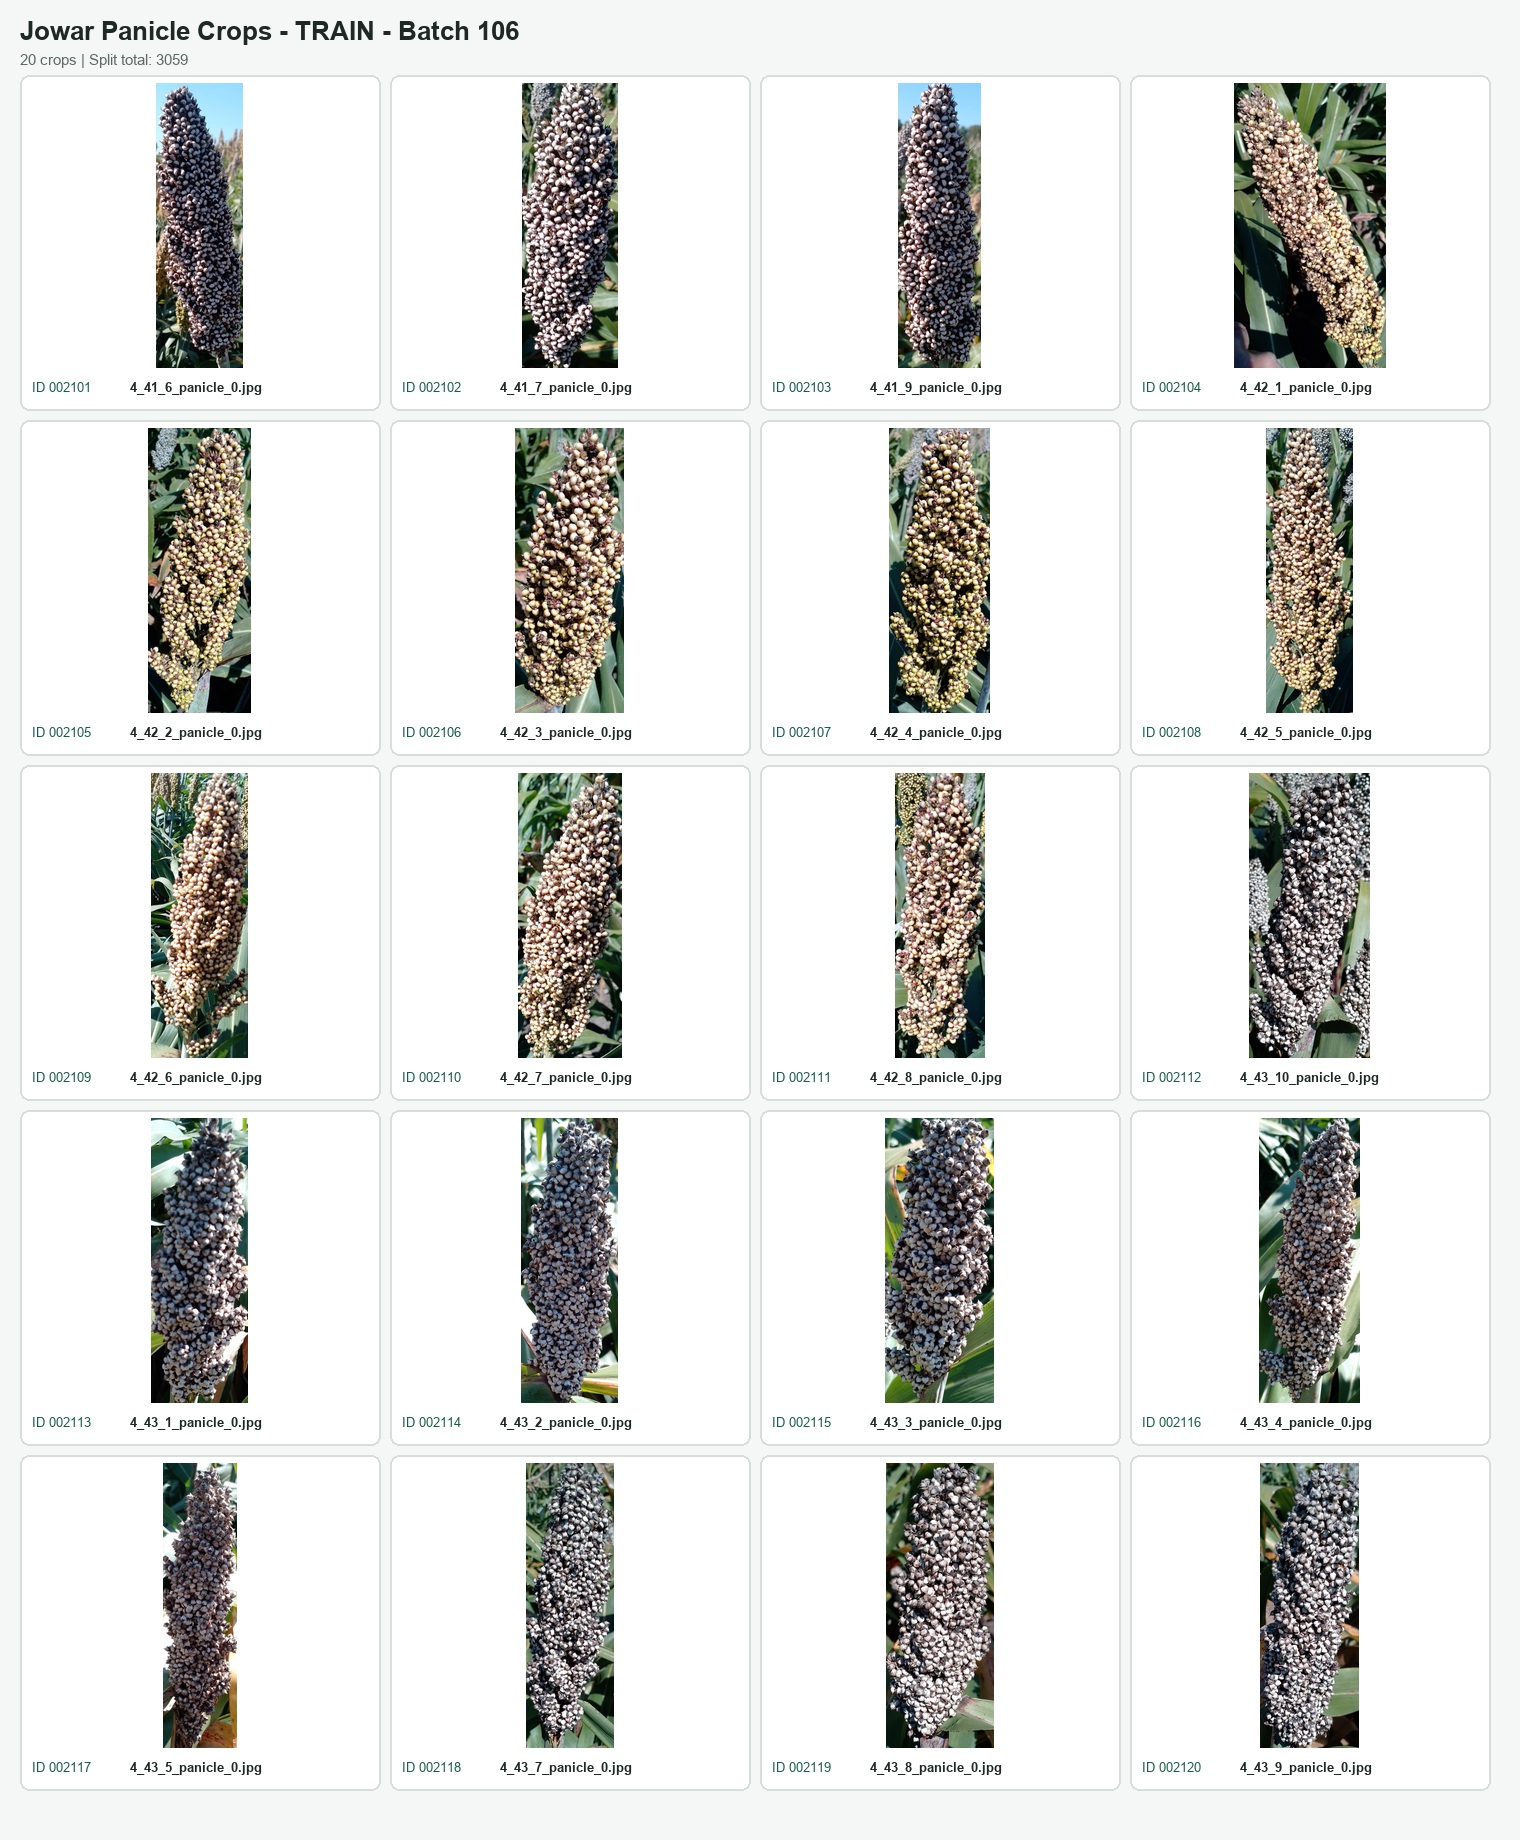 Jowar Panicle Crops - TRAIN - Batch 106
20 crops | Split total: 3059
ID 002101 4_41_6_panicle_0.jpg
ID 002102 4_41_7_panicle_0.jpg
ID 002103 4_41_9_panicle_0.jpg
ID 002104 4_42_1_panicle_0.jpg
ID 002105 4_42_2_panicle_0.jpg
ID 002106 4_42_3_panicle_0.jpg
ID 002107 4_42_4_panicle_0.jpg
ID 002108 4_42_5_panicle_0.jpg
ID 002109 4_42_6_panicle_0.jpg
ID 002110 4_42_7_panicle_0.jpg
ID 002111 4_42_8_panicle_0.jpg
ID 002112 4_43_10_panicle_0.jpg
ID 002113 4_43_1_panicle_0.jpg
ID 002114 4_43_2_panicle_0.jpg
ID 002115 4_43_3_panicle_0.jpg
ID 002116 4_43_4_panicle_0.jpg
ID 002117 4_43_5_panicle_0.jpg
ID 002118 4_43_7_panicle_0.jpg
ID 002119 4_43_8_panicle_0.jpg
ID 002120 4_43_9_panicle_0.jpg